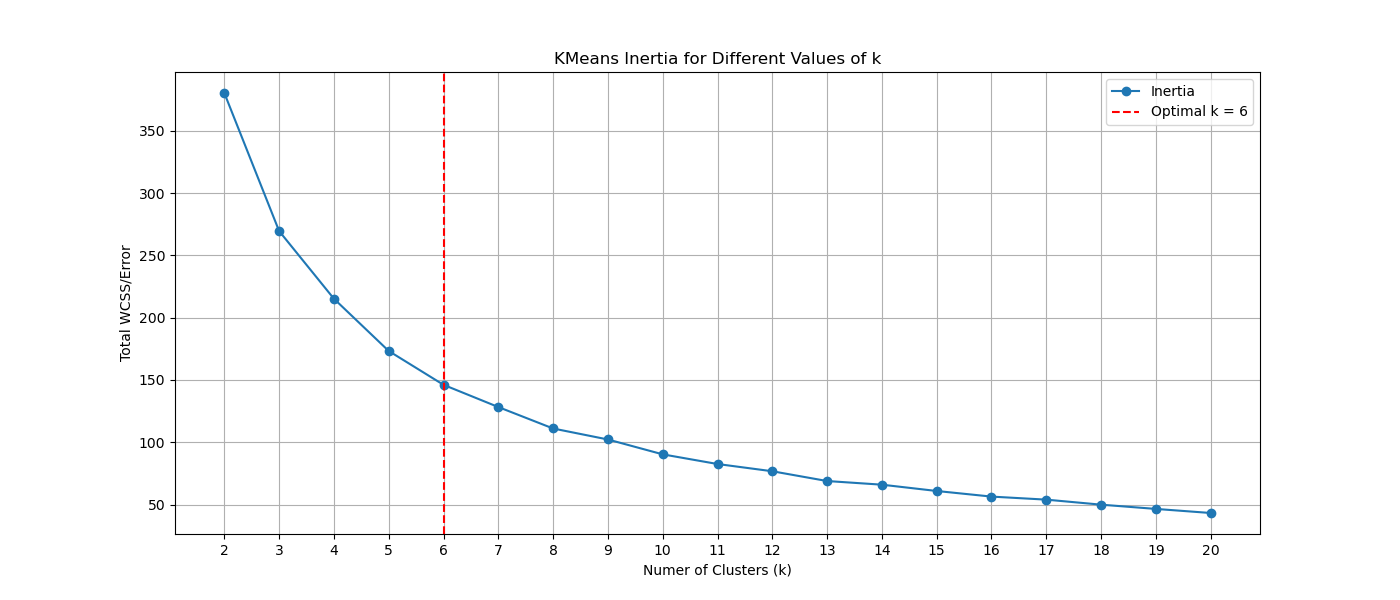 KMeans Inertia for Different Values of k
Inertia
Optimal k = 6
Total WCSS/Error
350
300
250
200
150
100
50
2 3 4 5 6 7 8 9 10 11 12 13 14 15 16 17 18 19 20
Numer of Clusters (k)